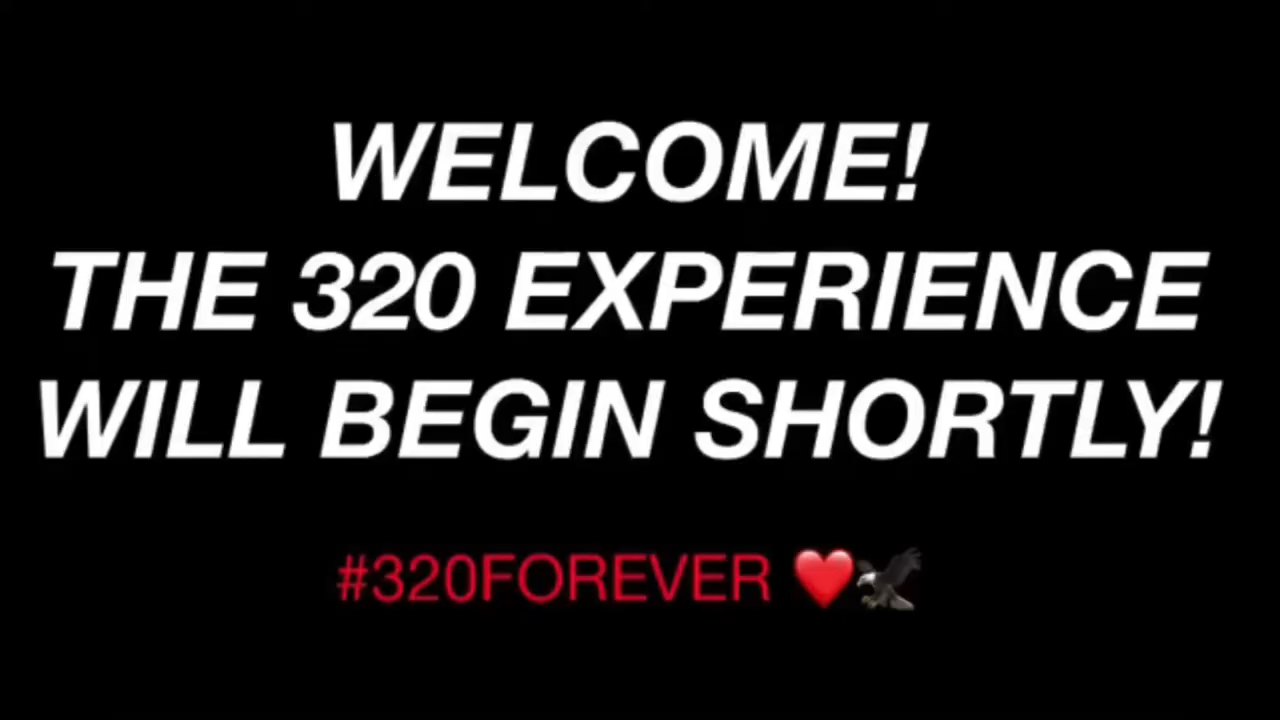 WELCOME!
THE 320 EXPERIENCE
WILL BEGIN SHORTLY!
#320FOREVER ❤️🦅